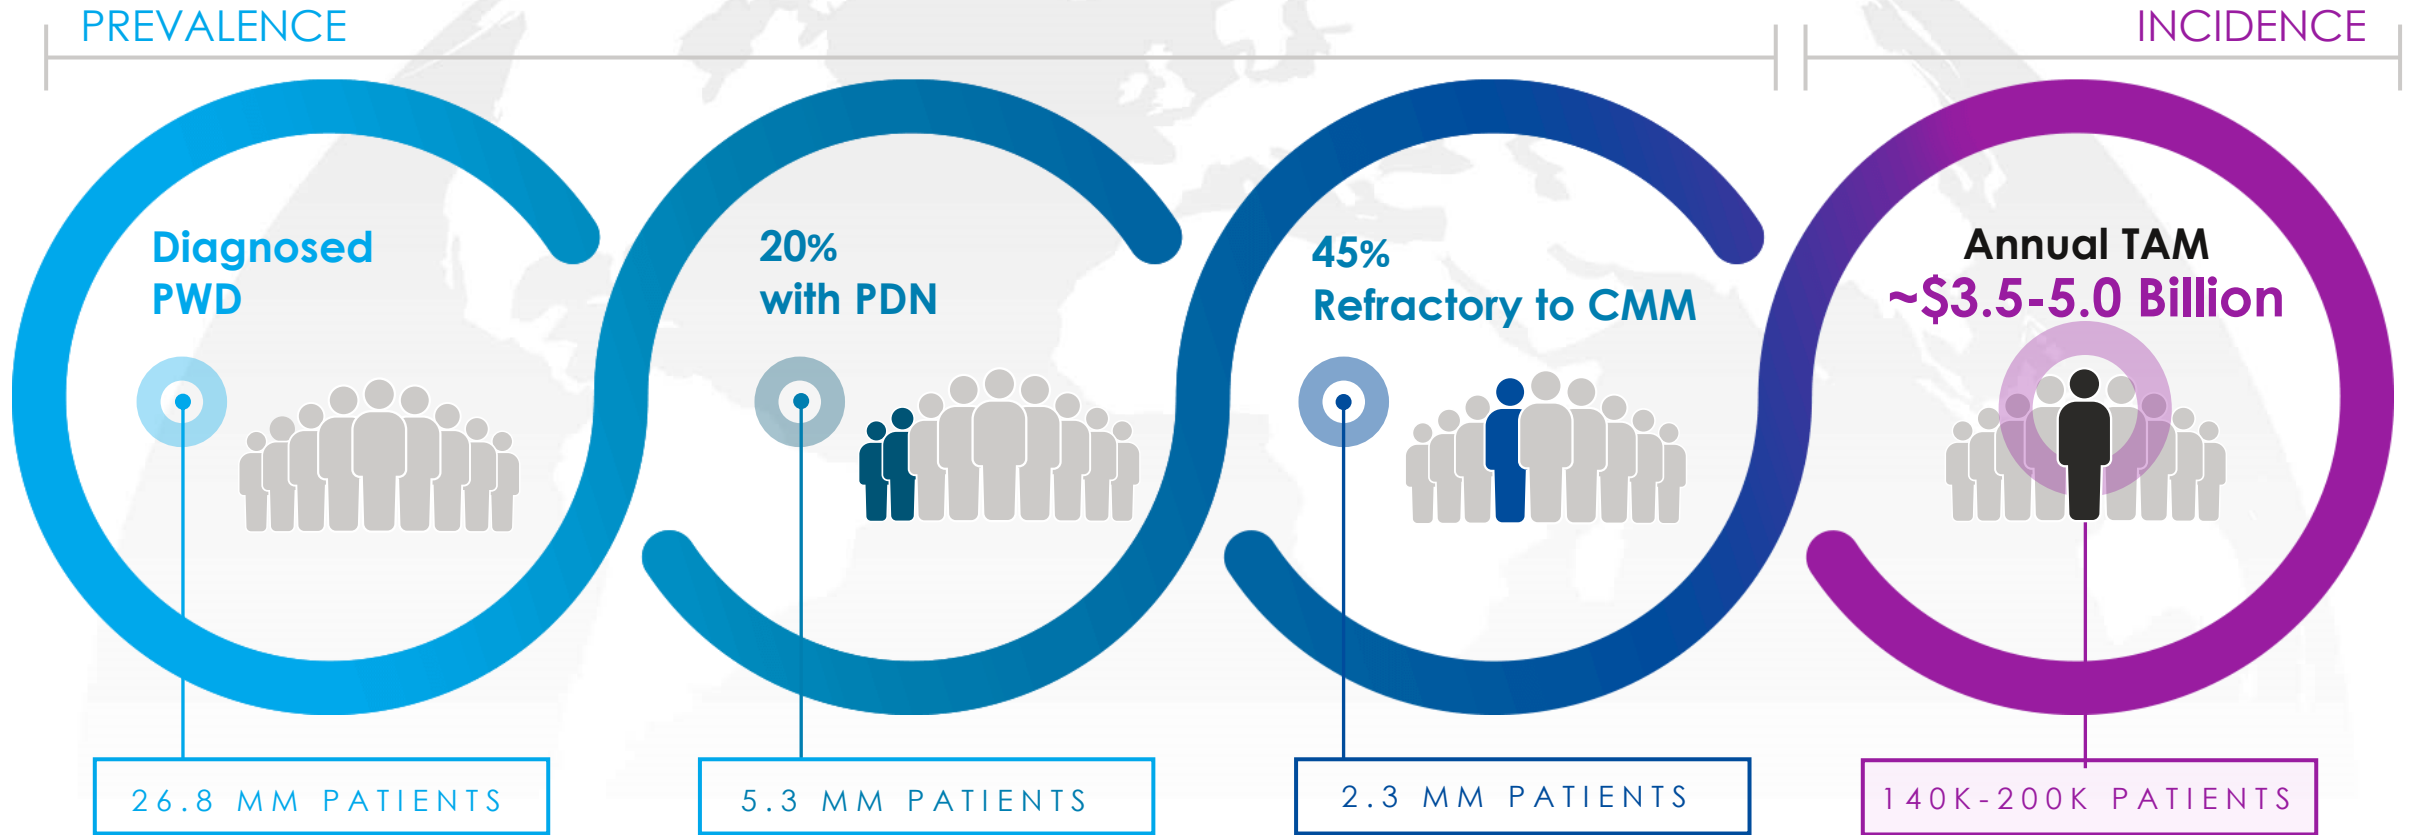 PREVALENCE
INCIDENCE
Diagnosed
PWD
20%
with PDN
45%
Refractory to CMM
Annual TAM
~$3.5-5.0 Billion
26.8 MM PATIENTS
5.3 MM PATIENTS
2.3 MM PATIENTS
140K-200K PATIENTS